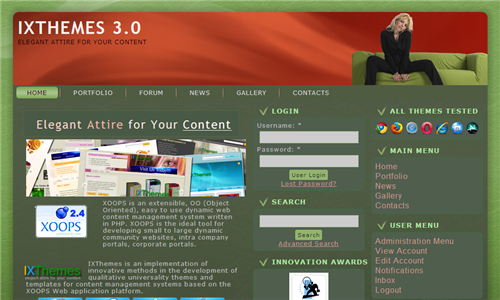 IXTHEMES 3.0
ELEGANT ATTIRE FOR YOUR CONTENT
HOME PORTFOLIO FORUM NEWS GALLERY CONTACTS
Elegant Attire for Your Content
XOOPS is an extensible, OO (Object
Oriented), easy to use dynamic web
content management system written
in PHP. XOOPS is the ideal tool for
developing small to large dynamic
community websites, intra company
portals, corporate portals.
2.4
XOOPS
IXThemes
IXThemes is an implementation of
innovative methods in the development of
qualitative universality themes and
templates for content management systems based on the
XOOPS Web application platform.
LOGIN
Username: *
Password: *
User Login
Lost Password?
SEARCH
Search
Advanced Search
INNOVATION AWARDS
ALL THEMES TESTED
MAIN MENU
Home
Portfolio
News
Gallery
Contacts
USER MENU
Administration Menu
View Account
Edit Account
Notifications
Inbox
Logout